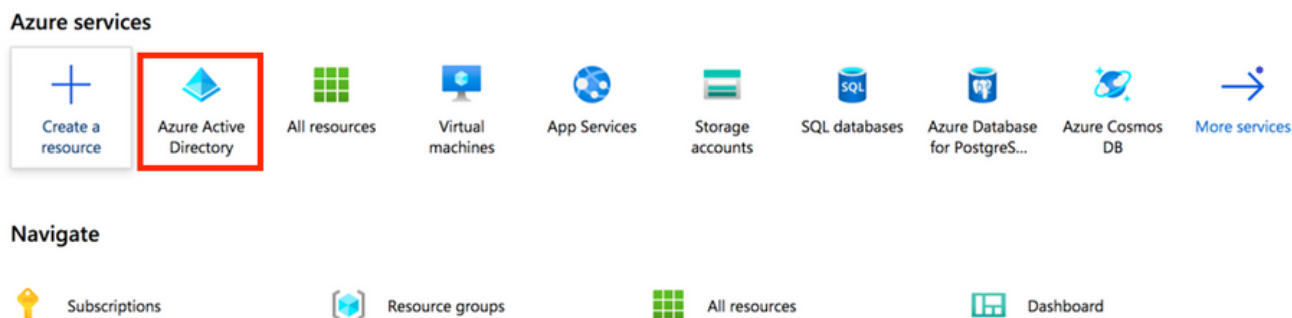 Azure services
Create a
resource
Azure Active
Directory
All resources
Virtual
machines
App Services
Storage
accounts
SQL
SQL databases
Azure Database
for PostgreS...
Azure Cosmos
DB
More services
Navigate
Subscriptions
Resource groups
All resources
Dashboard